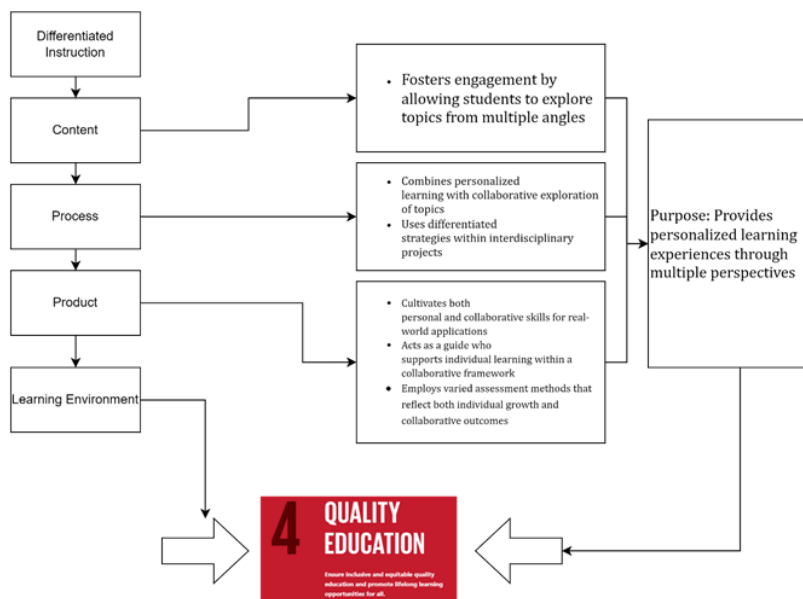 Differentiated
Instruction
Content
Process
Product
Learning Environment
• Fosters engagement by
allowing students to explore
topics from multiple angles
• Combines personalized
learning with collaborative exploration
of topics
• Uses differentiated
strategies within interdisciplinary
projects
• Cultivates both
personal and collaborative skills for real-
world applications
• Acts as a guide who
supports individual learning within a
collaborative framework
• Employs varied assessment methods that
reflect both individual growth and
collaborative outcomes
Purpose: Provides
personalized learning
experiences through
multiple perspectives
4 QUALITY
EDUCATION
Ensure inclusive and equitable quality
education and promote lifelong learning
opportunities for all.